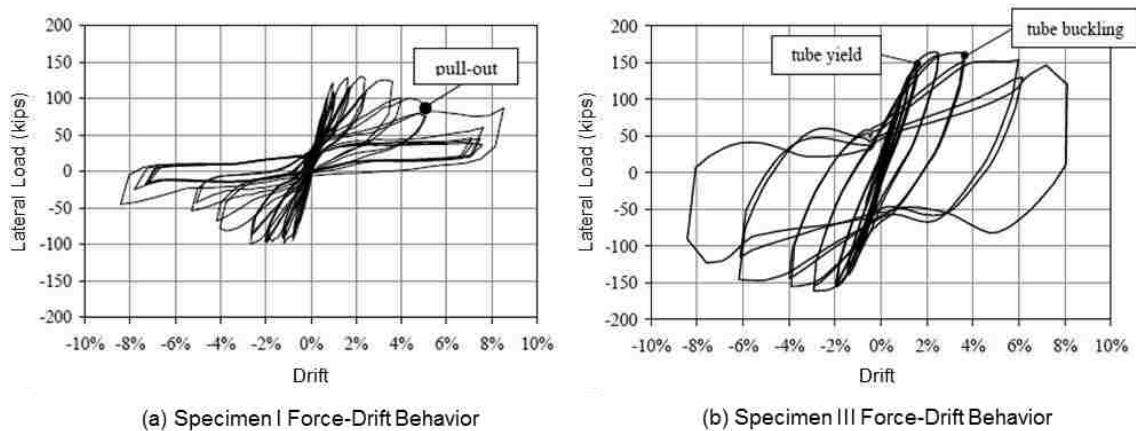 200
150
100
50
0
-50
-100
-150
-200
Lateral Load (kips)
pull-out
-10% -8% -6% -4% -2% 0% 2% 4% 6% 8% 10%
Drift
(a) Specimen I Force-Drift Behavior
200
150
100
50
0
-50
-100
-150
-200
Lateral Load (kips)
tube buckling
tube yield
-10% -8% -6% -4% -2% 0% 2% 4% 6% 8% 10%
Drift
(b) Specimen III Force-Drift Behavior